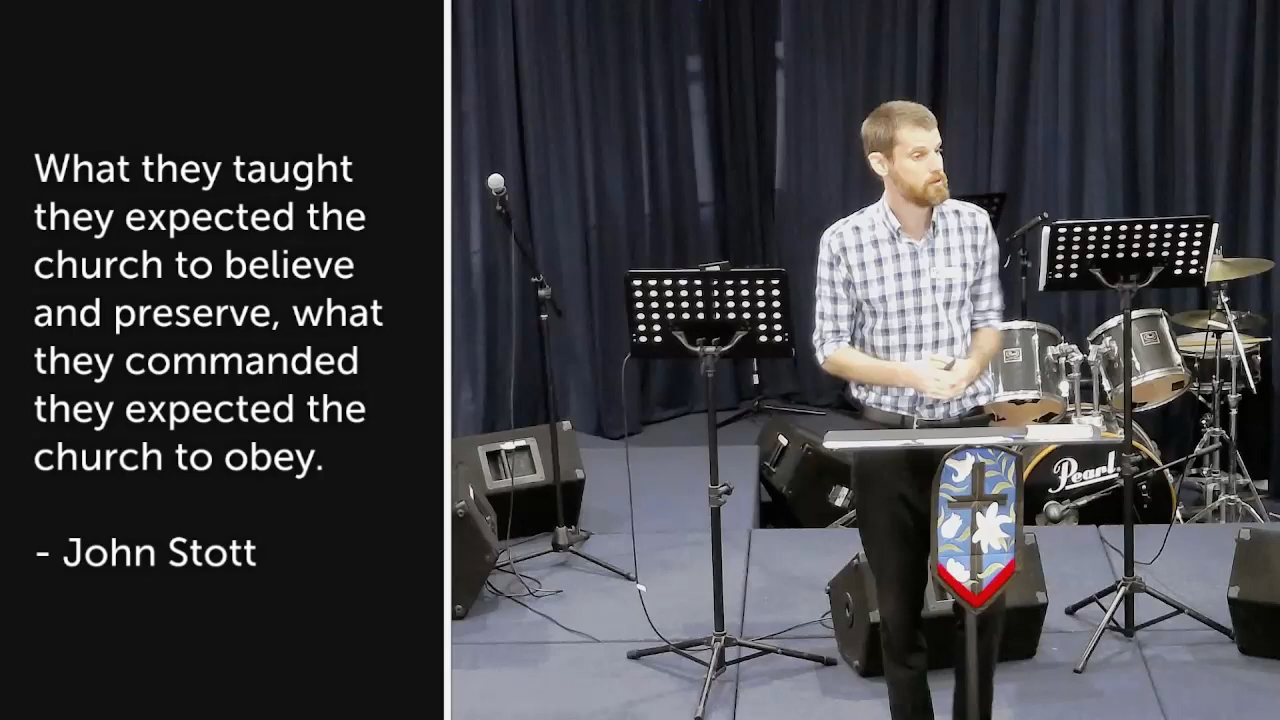 What they taught
they expected the
church to believe
and preserve, what
they commanded
they expected the
church to obey.
- John Stott
Pearl